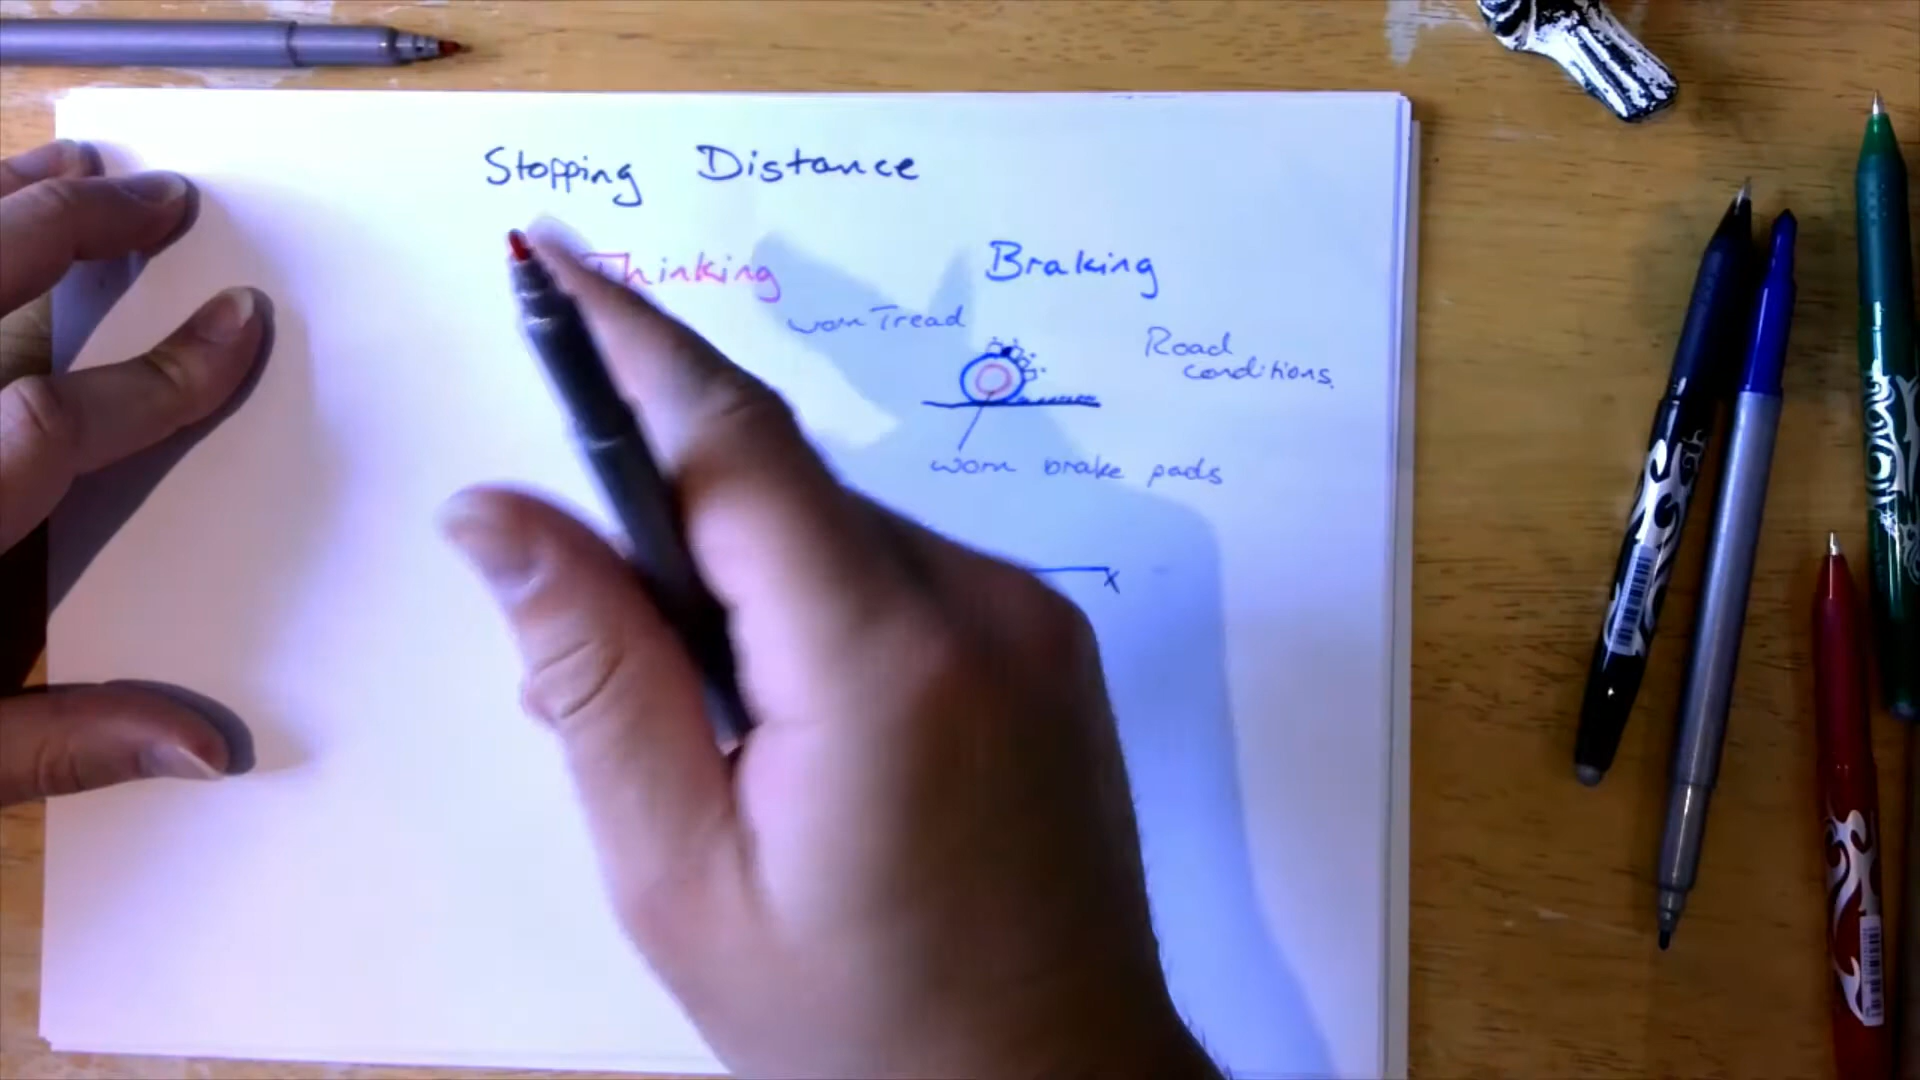 Stopping Distance
Thinking
Braking
worn Tread
Road
conditions.
worn brake pads
x